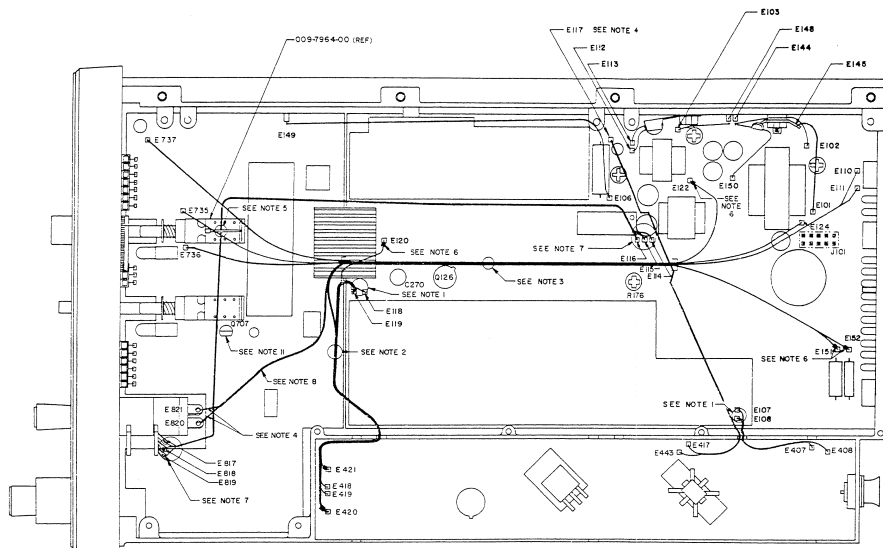 E103
E117 SEE NOTE 4
E148
E112
E144
E113
E145
009-7964-00 (REF)
E149
E737
E102
E110
E111
E106
E122
E150
SEE NOTE 6
E735
SEE NOTE 5
E101
E124
J101
E736
E120
SEE NOTE 6
SEE NOTE 7
E116
E115
E114
Q126
SEE NOTE 3
C270
SEE NOTE 1
R176
E118
E119
Q707
SEE NOTE 11
SEE NOTE 2
E152
E151
SEE NOTE 6
SEE NOTE 8
E821
E820
SEE NOTE 4
SEE NOTE 1
E107
E108
E817
E818
E819
SEE NOTE 7
E417
E443
E407
E408
E421
E418
E419
E420